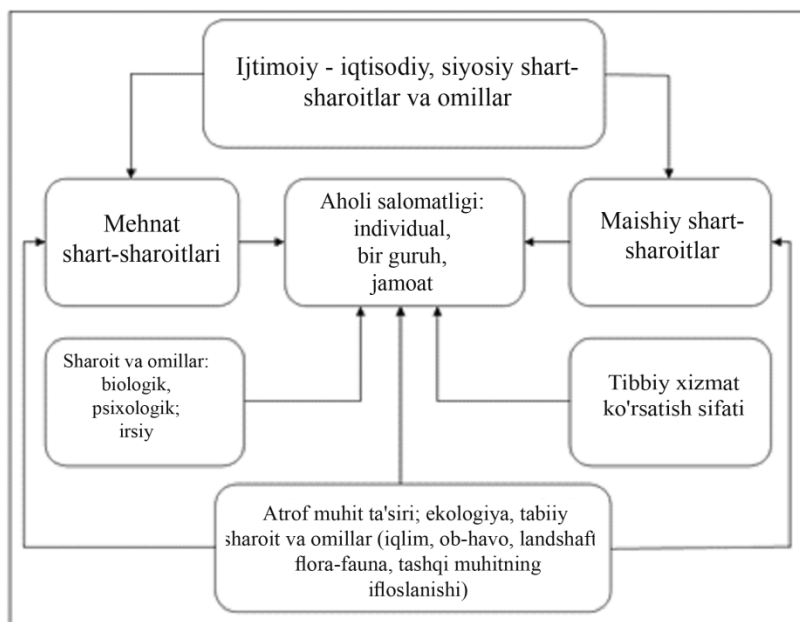 Ijtimoiy - iqtisodiy, siyosiy shart-
sharoitlar va omillar
Mehnat
shart-sharoitlari
Aholi salomatligi:
individual,
bir guruh,
jamoat
Maishiy shart-
sharoitlar
Sharoit va omillar:
biologik,
psixologik;
irsiy
Tibbiy xizmat
ko'rsatish sifati
Atrof muhit ta'siri; ekologiya, tabiiy
sharoit va omillar (iqlim, ob-havo, landshaft
flora-fauna, tashqi muhitning
ifloslanishi)